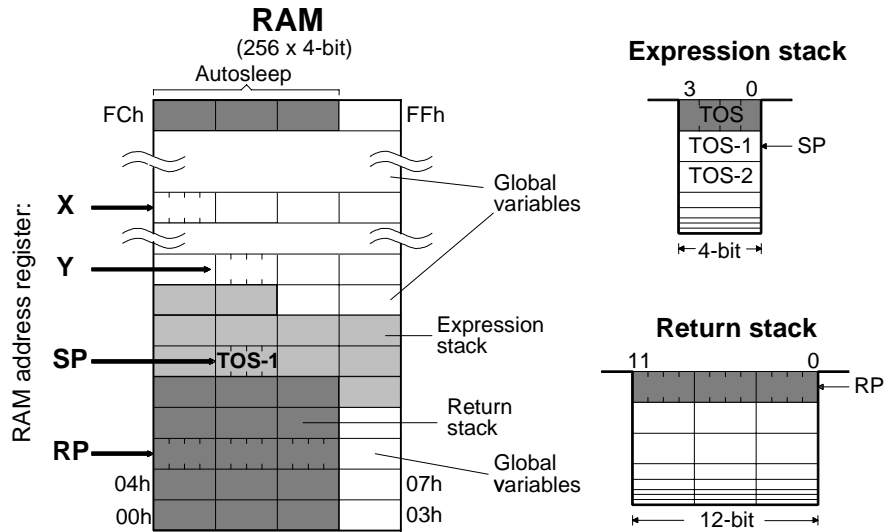 RAM
(256 x 4-bit)
Autosleep
FCh
FFh
X
Y
SP
TOS-1
RP
04h
00h
07h
03h
RAM address register:
Global
variables
Expression
stack
Return
stack
Global
variables
Expression stack
3 0
TOS
TOS-1
SP
TOS-2
4-bit
Return stack
11 0
RP
12-bit